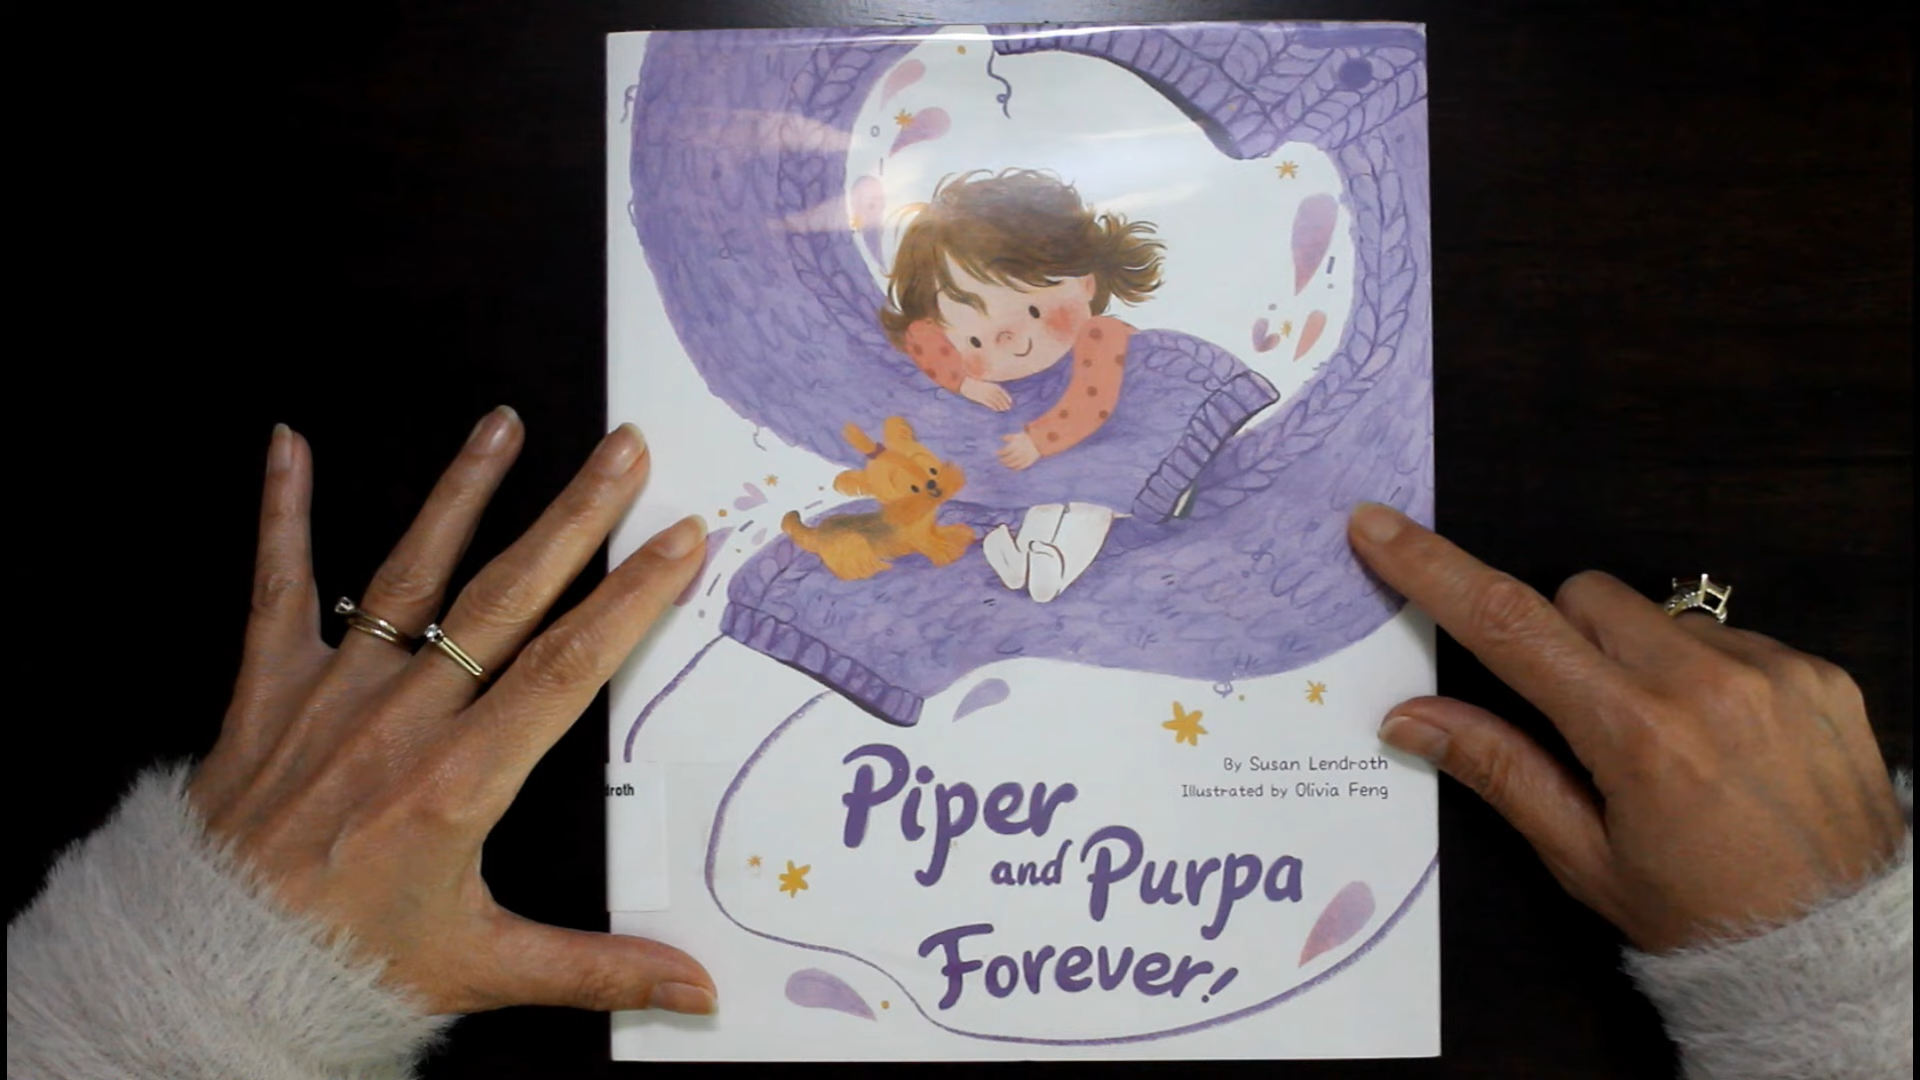 By Susan Lendroth
Illustrated by Olivia Feng
droth
Piper
and Purpa
Forever!